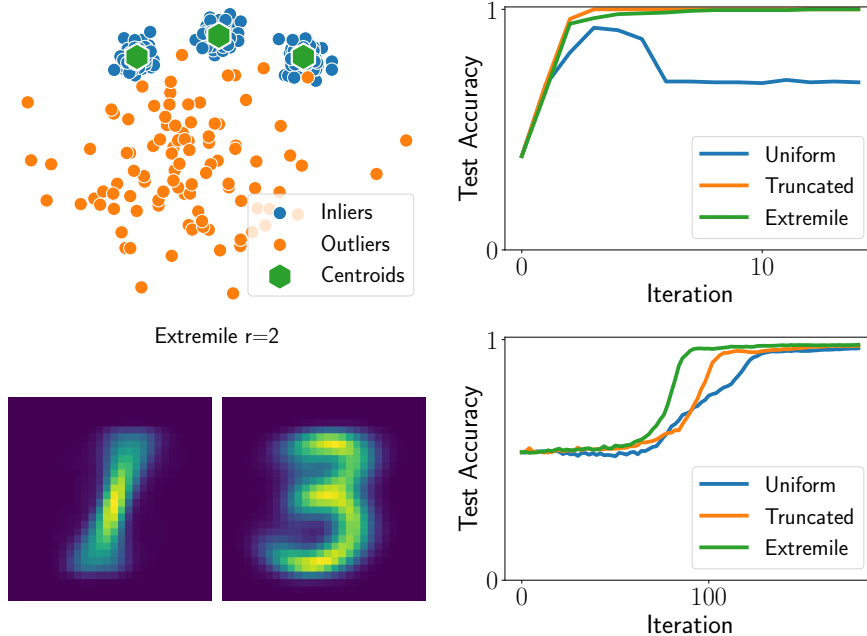 Inliers
Outliers
Centroids
Extremile r=2
1
Test Accuracy
0
0
10
Iteration
Uniform
Truncated
Extremile
1
Test Accuracy
0
0
100
Iteration
Uniform
Truncated
Extremile